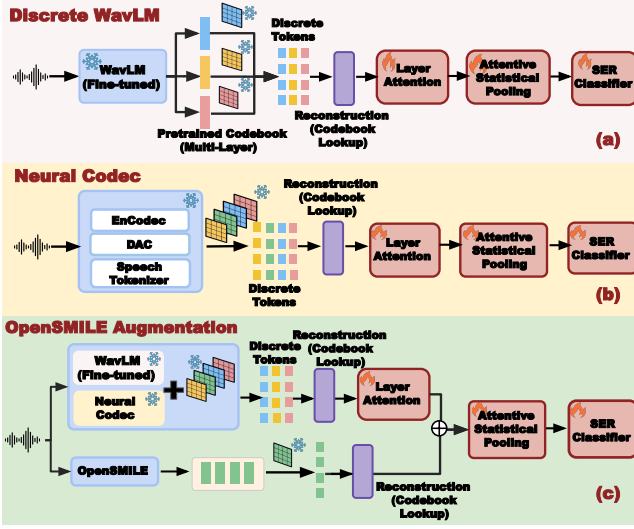 Discrete WavLM
WavLM
(Fine-tuned)
Pretrained Codebook
(Multi-Layer)
Discrete
Tokens
Reconstruction
(Codebook
Lookup)
Layer
Attention
Attentive
Statistical
Pooling
SER
Classifier
(a)
Neural Codec
EnCodec
DAC
Speech
Tokenizer
Discrete
Tokens
Reconstruction
(Codebook
Lookup)
Layer
Attention
Attentive
Statistical
Pooling
SER
Classifier
(b)
OpenSMILE Augmentation
WavLM
(Fine-tuned)
Neural
Codec
+
Discrete
Tokens
Reconstruction
(Codebook
Lookup)
Layer
Attention
Attentive
Statistical
Pooling
SER
Classifier
OpenSMILE
Reconstruction
(Codebook
Lookup)
(c)